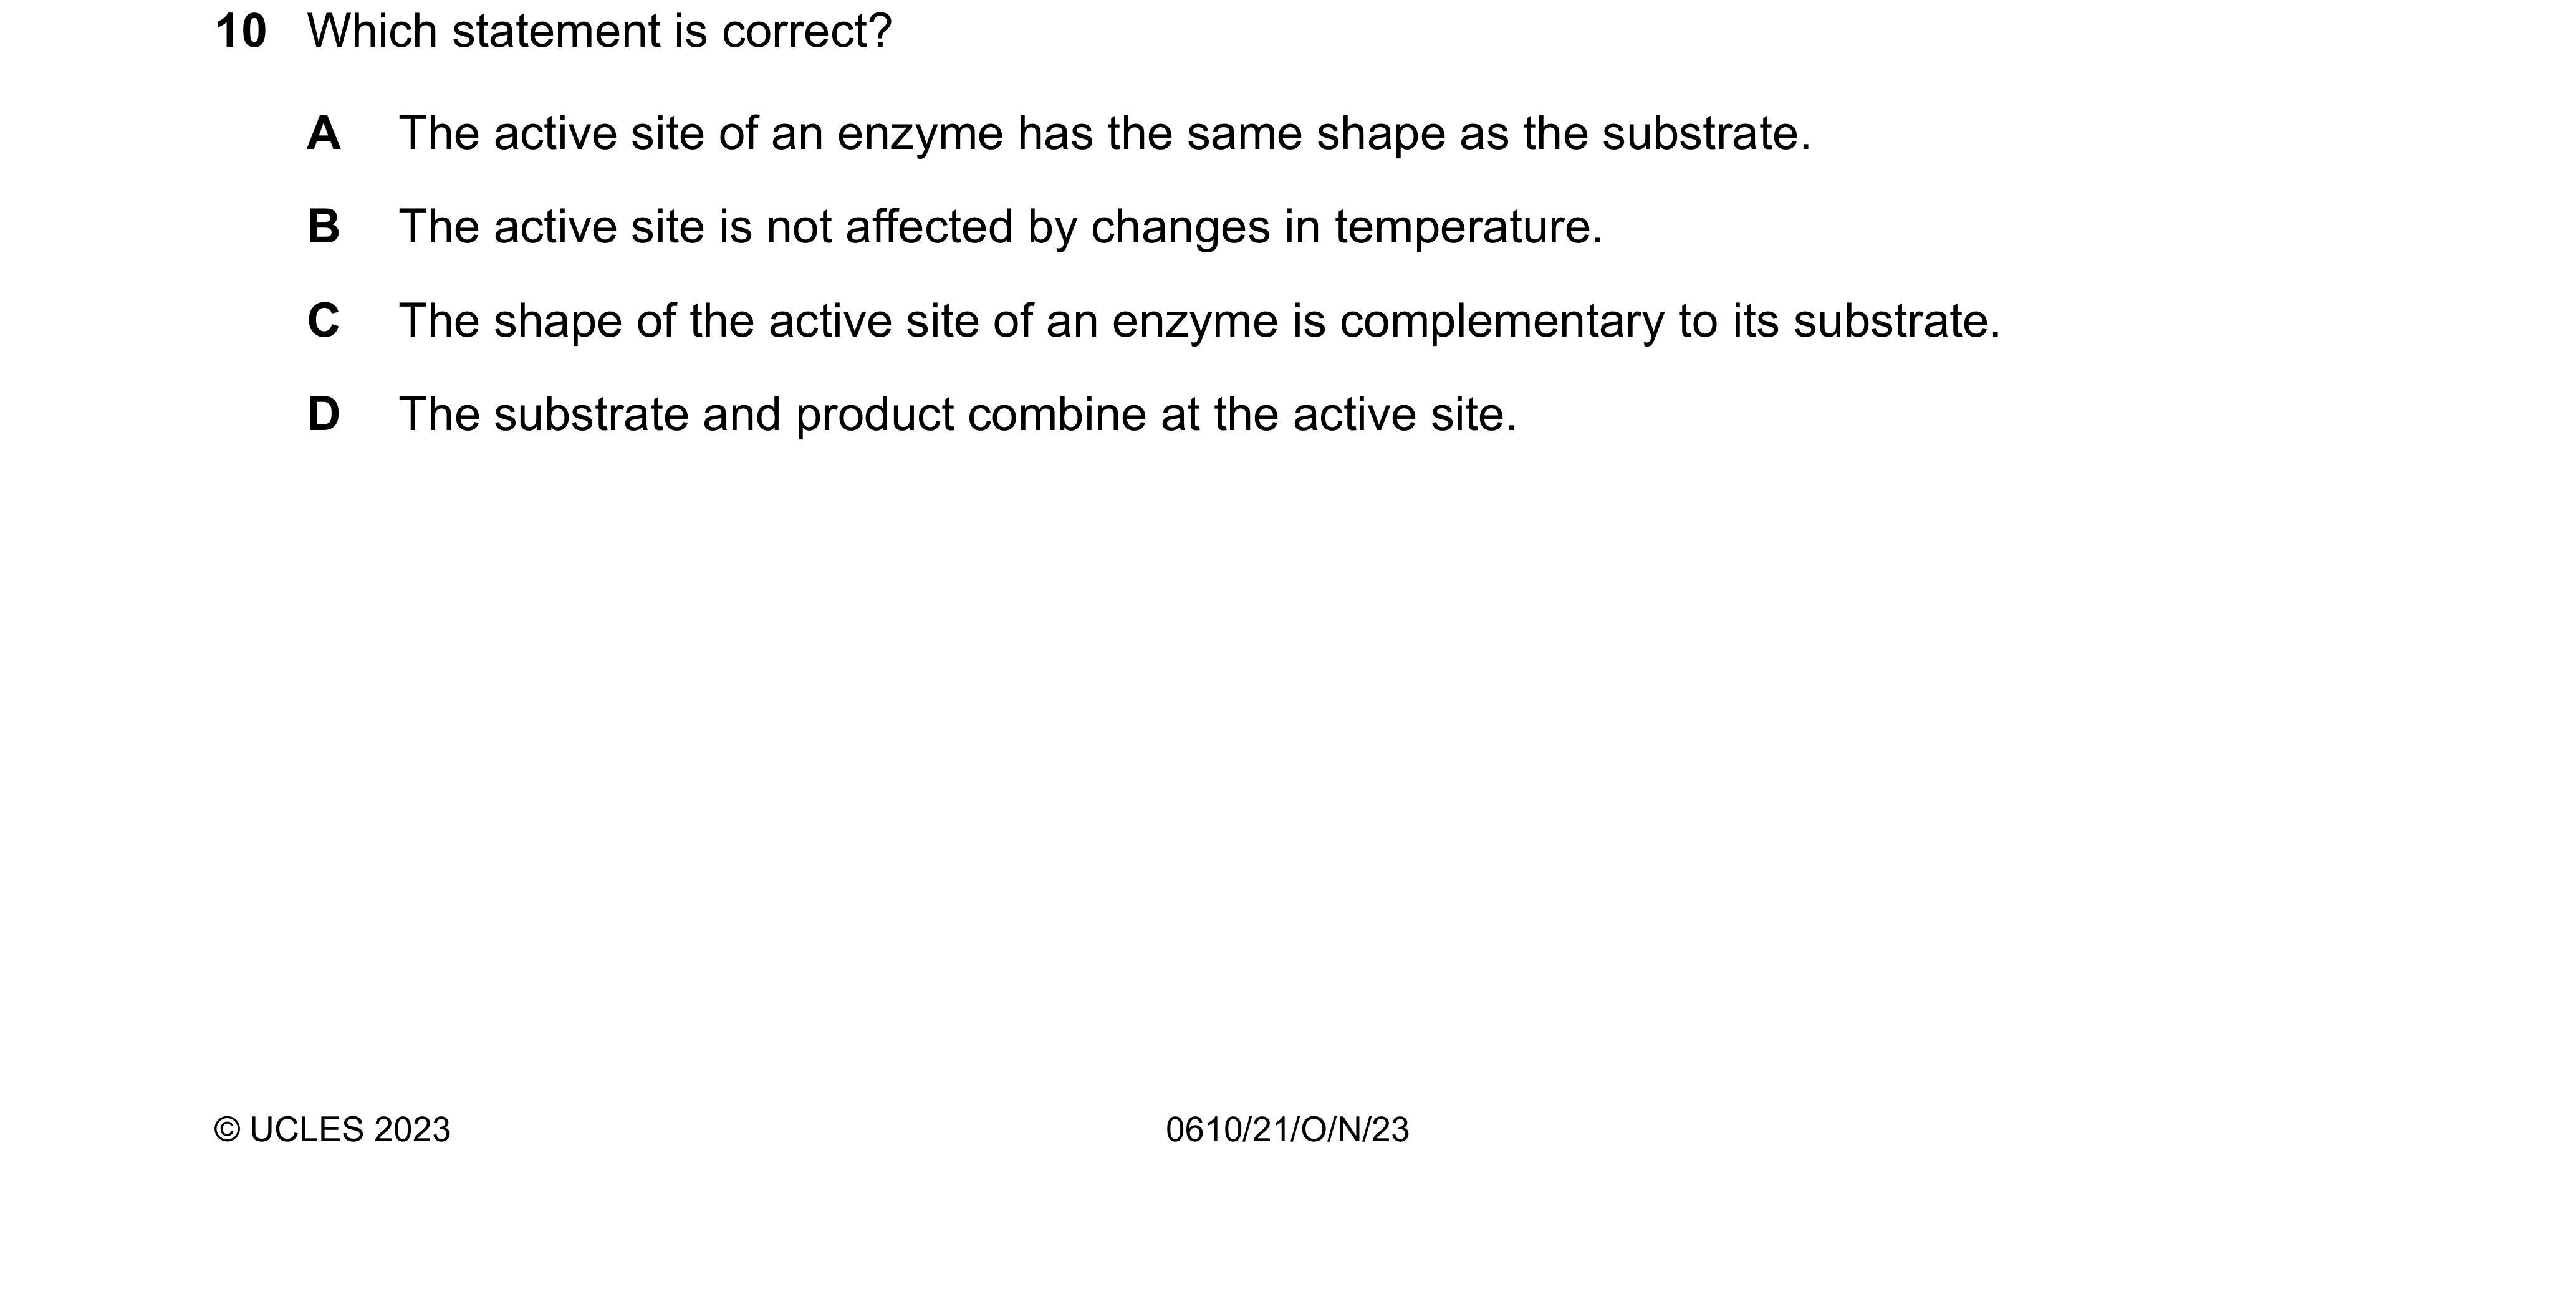 10 Which statement is correct?
A The active site of an enzyme has the same shape as the substrate.
B The active site is not affected by changes in temperature.
C The shape of the active site of an enzyme is complementary to its substrate.
D The substrate and product combine at the active site.
© UCLES 2023 0610/21/O/N/23